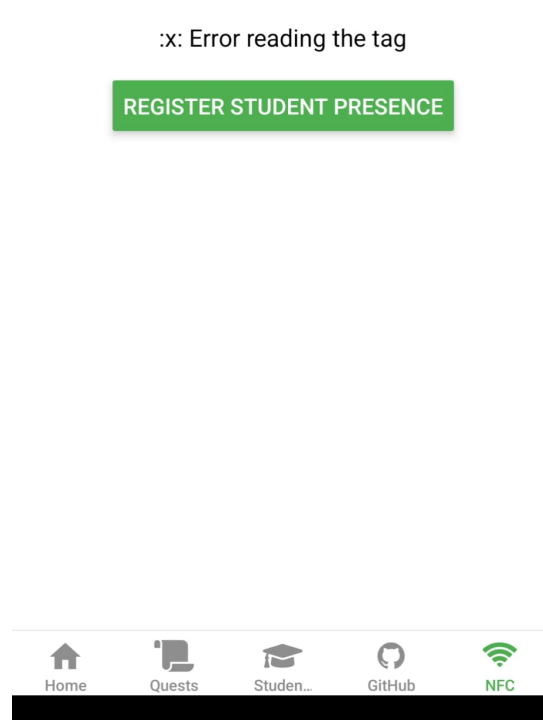 :x: Error reading the tag
REGISTER STUDENT PRESENCE
Home
Quests
Studen...
GitHub
NFC